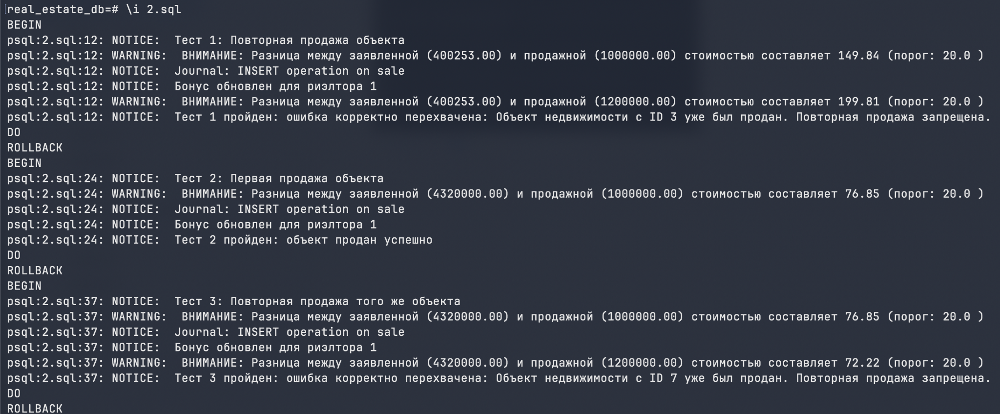 real_estate_db=# \i 2.sql
BEGIN
psql:2.sql:12: NOTICE:  Тест 1: Повторная продажа объекта
psql:2.sql:12: WARNING:  ВНИМАНИЕ: Разница между заявленной (400253.00) и продажной (1000000.00) стоимостью составляет 149.84 (порог: 20.0 )
psql:2.sql:12: NOTICE:  Journal: INSERT operation on sale
psql:2.sql:12: NOTICE:  Бонус обновлен для риэлтора 1
psql:2.sql:12: WARNING:  ВНИМАНИЕ: Разница между заявленной (400253.00) и продажной (1200000.00) стоимостью составляет 199.81 (порог: 20.0 )
psql:2.sql:12: NOTICE:  Тест 1 пройден: ошибка корректно перехвачена: Объект недвижимости с ID 3 уже был продан. Повторная продажа запрещена.
DO
ROLLBACK
BEGIN
psql:2.sql:24: NOTICE:  Тест 2: Первая продажа объекта
psql:2.sql:24: WARNING:  ВНИМАНИЕ: Разница между заявленной (4320000.00) и продажной (1000000.00) стоимостью составляет 76.85 (порог: 20.0 )
psql:2.sql:24: NOTICE:  Journal: INSERT operation on sale
psql:2.sql:24: NOTICE:  Бонус обновлен для риэлтора 1
psql:2.sql:24: NOTICE:  Тест 2 пройден: объект продан успешно
DO
ROLLBACK
BEGIN
psql:2.sql:37: NOTICE:  Тест 3: Повторная продажа того же объекта
psql:2.sql:37: WARNING:  ВНИМАНИЕ: Разница между заявленной (4320000.00) и продажной (1000000.00) стоимостью составляет 76.85 (порог: 20.0 )
psql:2.sql:37: NOTICE:  Journal: INSERT operation on sale
psql:2.sql:37: NOTICE:  Бонус обновлен для риэлтора 1
psql:2.sql:37: WARNING:  ВНИМАНИЕ: Разница между заявленной (4320000.00) и продажной (1200000.00) стоимостью составляет 72.22 (порог: 20.0 )
psql:2.sql:37: NOTICE:  Тест 3 пройден: ошибка корректно перехвачена: Объект недвижимости с ID 7 уже был продан. Повторная продажа запрещена.
DO
ROLLBACK